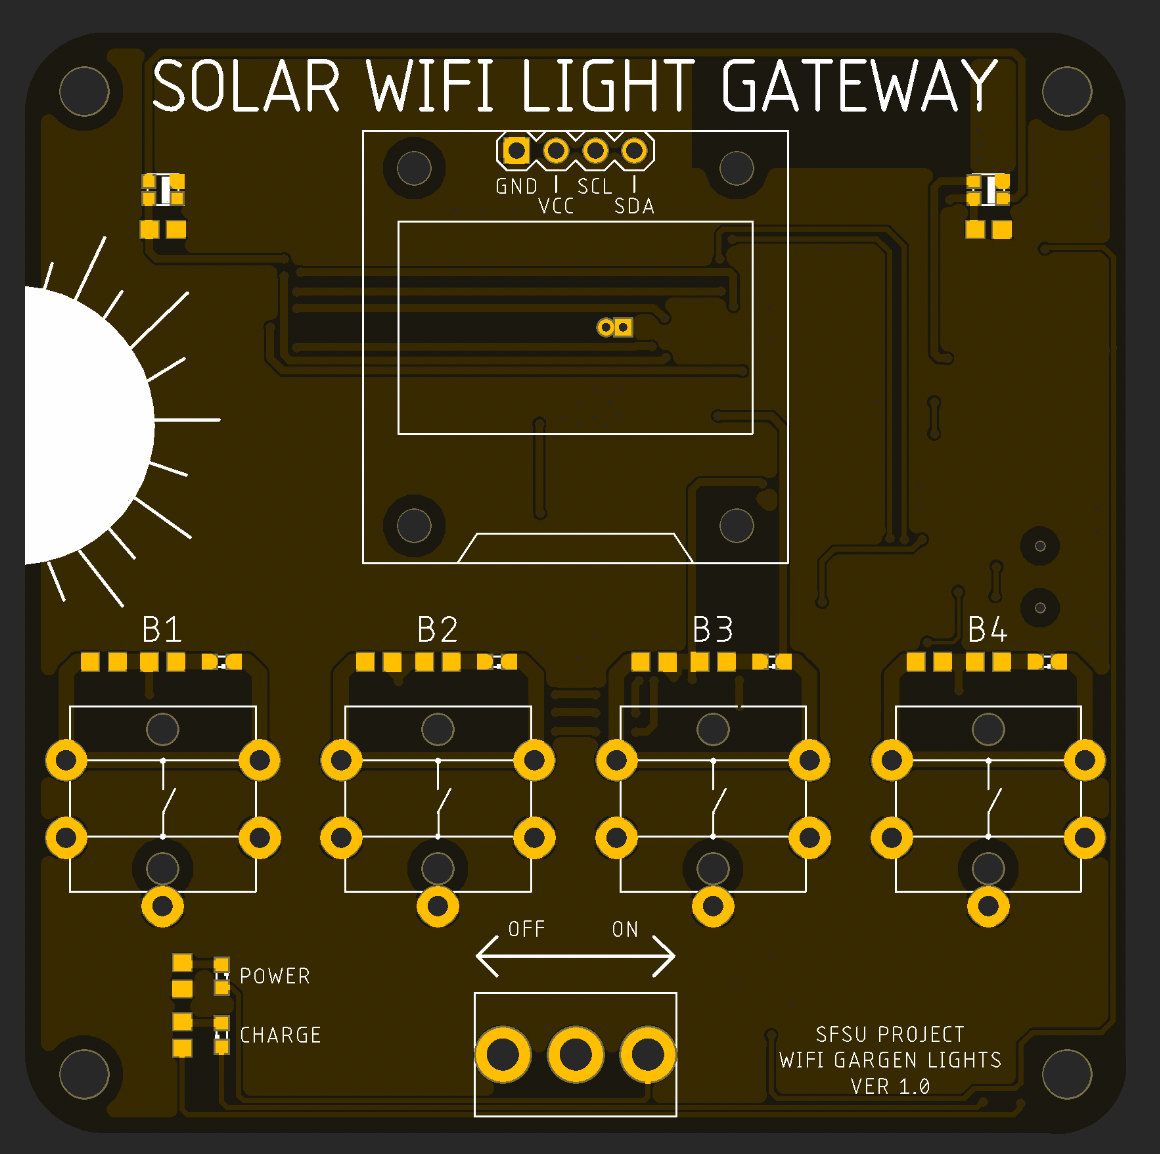 SOLAR WIFI LIGHT GATEWAY
GND SCL
VCC SDA
B1 B2 B3 B4
OFF ON
POWER
CHARGE
SFSU PROJECT
WIFI GARGEN LIGHTS
VER 1.0